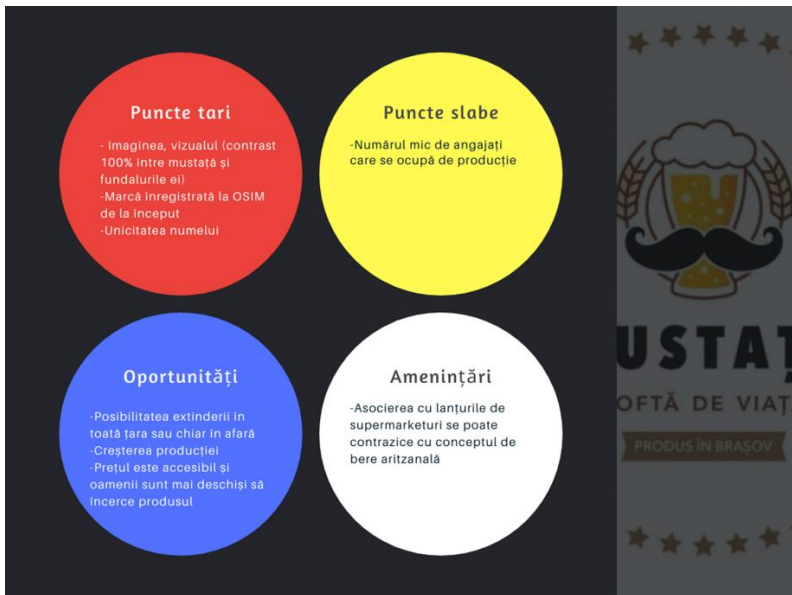 Puncte tari
- Imaginea, vizualul (contrast
100% între mustață și
fundalurile ei)
-Marcă înregistrată la OSIM
de la început
-Unicitatea numelui
Puncte slabe
-Numărul mic de angajați
care se ocupă de producție
Oportunități
-Posibilitatea extinderii in
toată țara sau chiar in afară
-Creșterea producției
-Prețul este accesibil și
oamenii sunt mai deschiși să
incerce produsul
Amenințări
-Asocierea cu lanțurile de
supermarketuri se poate
contrazice cu conceptul de
bere aritzanală
USTAȚ
OFTĂ DE VIAȚ
PRODUS ÎN BRAȘOV